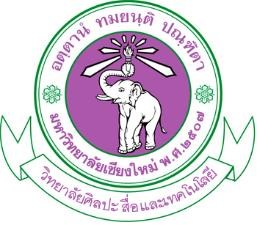 อตฺตานํ ทมยนฺติ ปณฺฑิตา
มหาวิทยาลัยเชียงใหม่ พ.ศ.๒๕๐๗
วิทยาลัยศิลปะ สื่อ และเทคโนโลยี